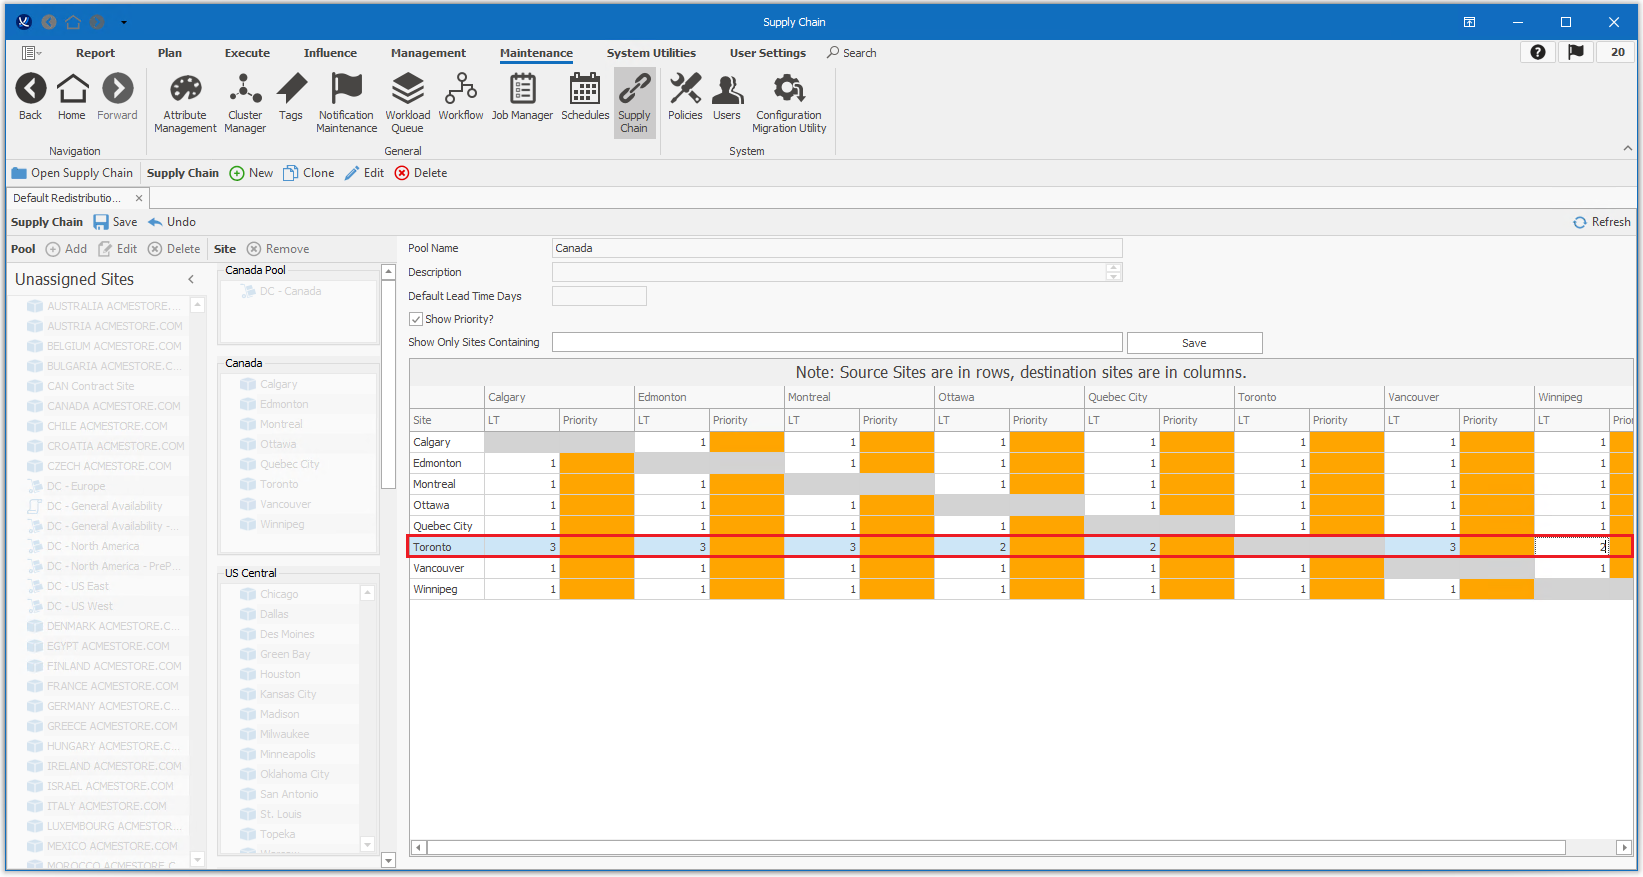 Supply Chain
Report Plan Execute Influence Management Maintenance System Utilities User Settings Search 20
Back Home Forward Attribute Management Cluster Manager Tags Notification Maintenance Workload Queue Workflow Job Manager Schedules Supply Chain Policies Users Configuration Migration Utility
Navigation General System
Open Supply Chain Supply Chain New Clone Edit Delete
Default Redistributio...
Supply Chain Save Undo Refresh
Pool Add Edit Delete Site Remove
Unassigned Sites
AUSTRALIA ACMESTORE....
AUSTRIA ACMESTORE.COM
BELGIUM ACMESTORE.COM
BULGARIA ACMESTORE.C...
CAN Contract Site
CANADA ACMESTORE.COM
CHILE ACMESTORE.COM
CROATIA ACMESTORE.COM
CZECH ACMESTORE.COM
DC - Europe
DC - General Availability
DC - General Availability -...
DC - North America
DC - North America - PreP...
DC - US East
DC - US West
DENMARK ACMESTORE.C...
EGYPT ACMESTORE.COM
FINLAND ACMESTORE.COM
FRANCE ACMESTORE.COM
GERMANY ACMESTORE.COM
GREECE ACMESTORE.COM
HUNGARY ACMESTORE.C...
IRELAND ACMESTORE.COM
ISRAEL ACMESTORE.COM
ITALY ACMESTORE.COM
LUXEMBOURG ACMESTOR...
MEXICO ACMESTORE.COM
MOROCCO ACMESTORE.C...
Canada Pool
DC - Canada
Canada
Calgary
Edmonton
Montreal
Ottawa
Quebec City
Toronto
Vancouver
Winnipeg
US Central
Chicago
Dallas
Des Moines
Green Bay
Houston
Kansas City
Madison
Milwaukee
Minneapolis
Oklahoma City
San Antonio
St. Louis
Topeka
Pool Name Canada
Description
Default Lead Time Days
Show Priority?
Show Only Sites Containing Save
Note: Source Sites are in rows, destination sites are in columns.
Calgary Edmonton Montreal Ottawa Quebec City Toronto Vancouver Winnipeg
Site LT Priority LT Priority LT Priority LT Priority LT Priority LT Priority LT Priority LT Prior
Calgary 1 1 1 1 1 1 1
Edmonton 1 1 1 1 1 1 1
Montreal 1 1 1 1 1 1 1
Ottawa 1 1 1 1 1 1 1
Quebec City 1 1 1 1 1 1 1
Toronto 3 3 3 2 2 3 2
Vancouver 1 1 1 1 1 1 1
Winnipeg 1 1 1 1 1 1 1